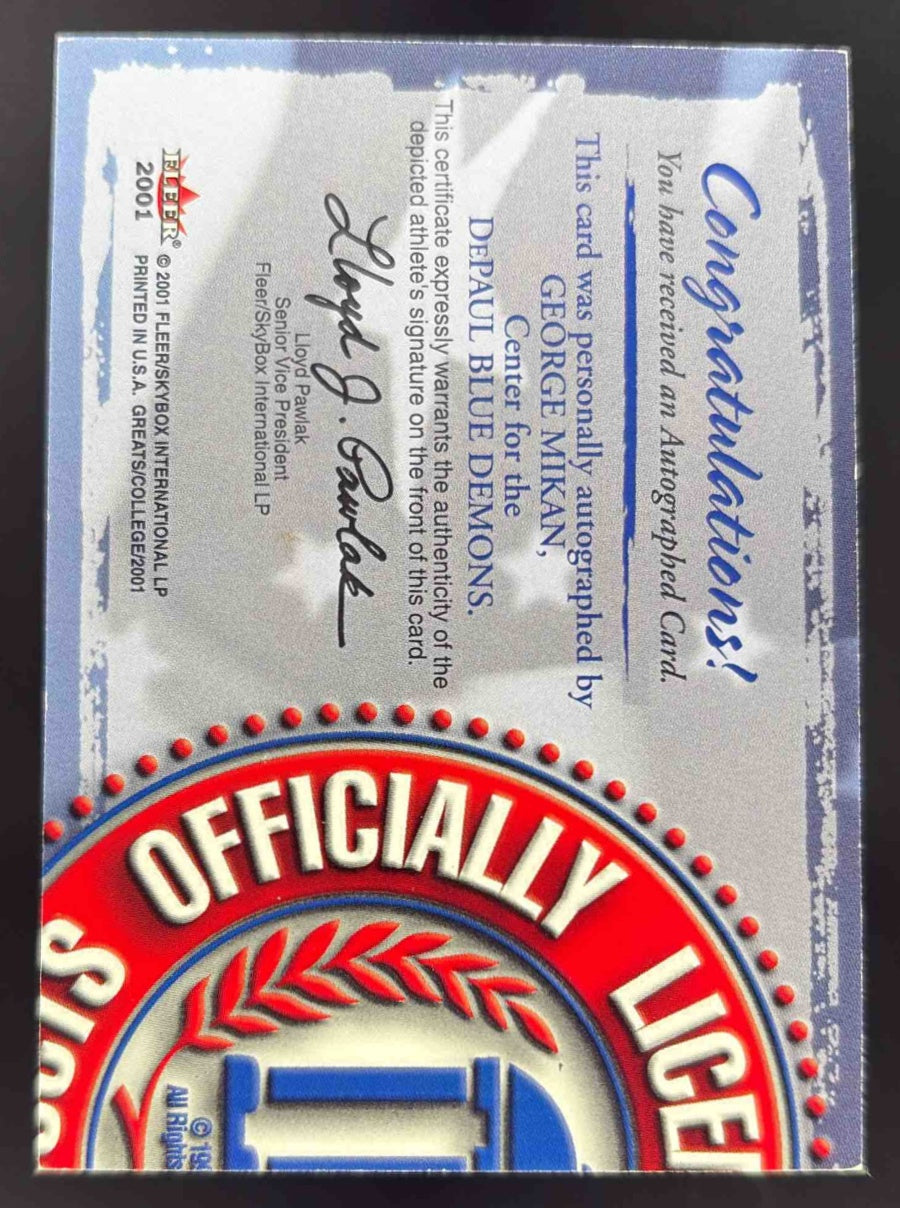 Congratulations!
You have received an Autographed Card.
This card was personally autographed by
GEORGE MIKAN,
Center for the
DEPAUL BLUE DEMONS.
This certificate expressly warrants the authenticity of the
depicted athlete's signature on the front of this card.
Lloyd J. Pawlak
Lloyd Pawlak
Senior Vice President
Fleer/SkyBox International LP
FLEER® © 2001 FLEER/SKYBOX INTERNATIONAL LP
2001 PRINTED IN U.S.A. GREATS/COLLEGE/2001
OFFICIALLY LICEN
CTS
© 19
All Rights